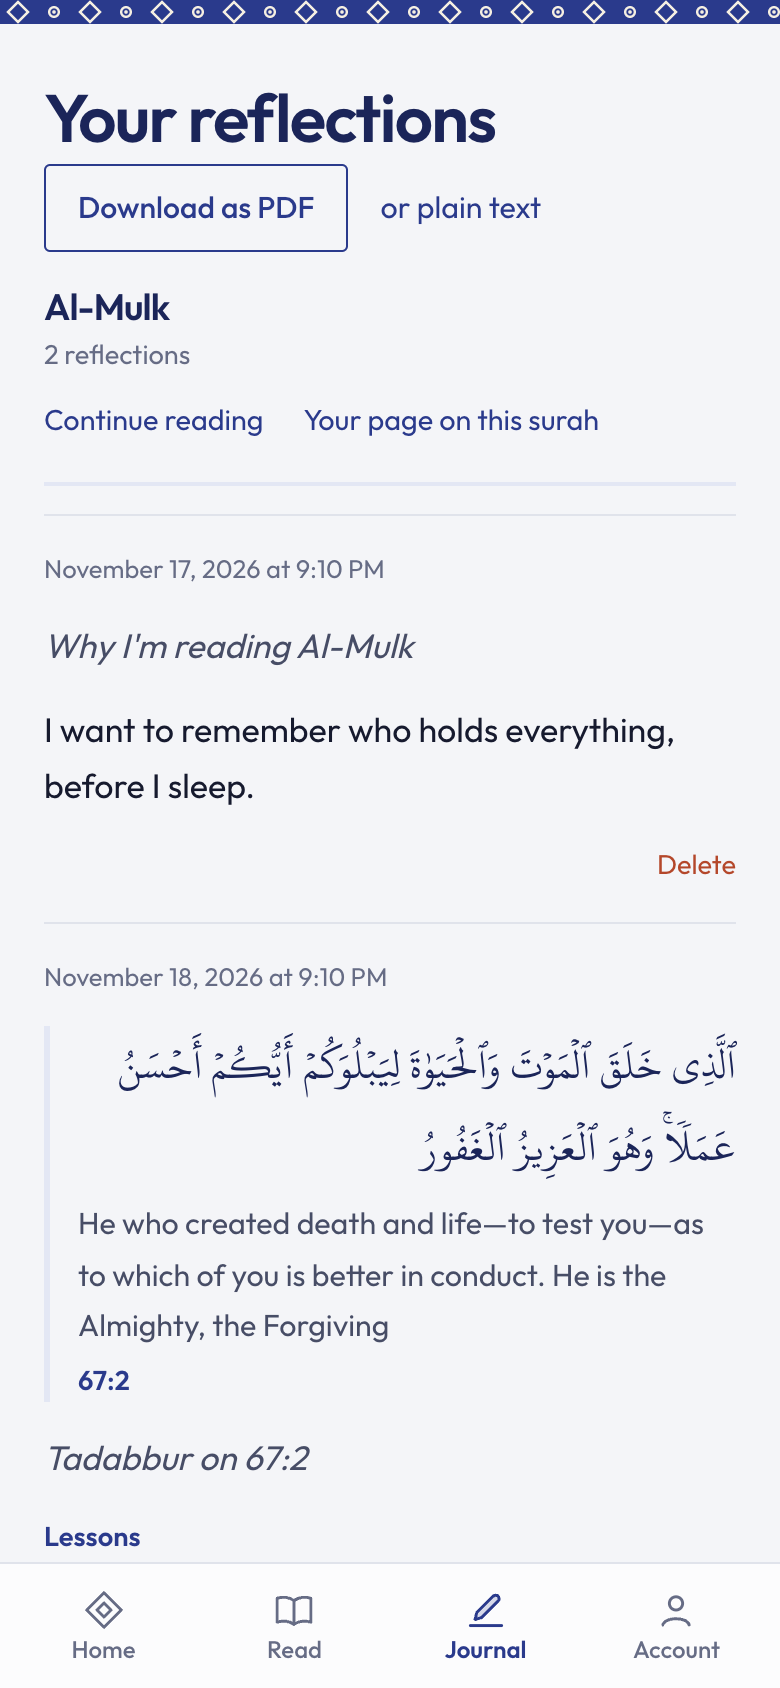 Your reflections
Download as PDF or plain text
Al-Mulk
2 reflections
Continue reading Your page on this surah
November 17, 2026 at 9:10 PM
Why I'm reading Al-Mulk
I want to remember who holds everything,
before I sleep.
Delete
November 18, 2026 at 9:10 PM
ٱلَّذِى خَلَقَ ٱلْمَوْتَ وَٱلْحَيَوٰةَ لِيَبْلُوَكُمْ أَيُّكُمْ أَحْسَنُ
عَمَلًا ۚ وَهُوَ ٱلْعَزِيزُ ٱلْغَفُورُ
He who created death and life—to test you—as
to which of you is better in conduct. He is the
Almighty, the Forgiving
67:2
Tadabbur on 67:2
Lessons
Home Read Journal Account